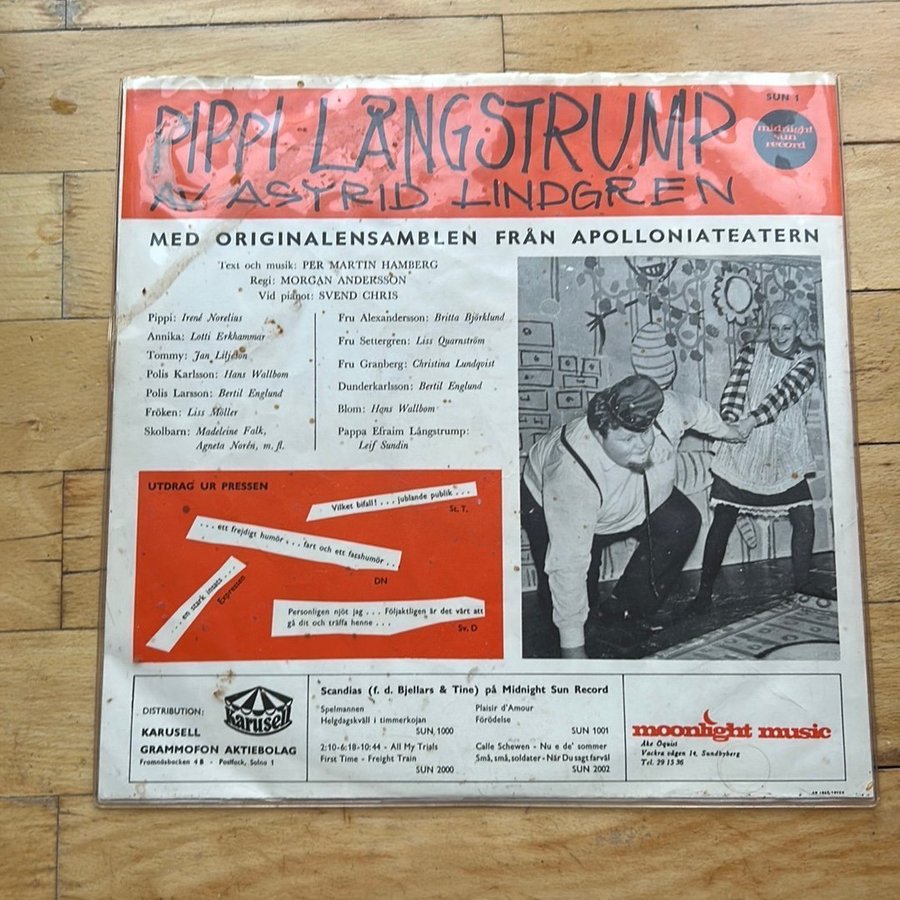 PIPPI LÅNGSTRUMP
AV ASTRID LINDGREN
SUN 1
midnight
sun
record
MED ORIGINALENSAMBLEN FRÅN APOLLONIATEATERN
Text och musik: PER MARTIN HAMBERG
Regi: MORGAN ANDERSSON
Vid pianot: SVEND CHRIS
Pippi: Irené Norelius
Annika: Lotti Erkhammar
Tommy: Jan Liljeson
Polis Karlsson: Hans Wallbom
Polis Larsson: Bertil Englund
Fröken: Liss Möller
Skolbarn: Madeleine Falk,
Agneta Norén, m. fl.
Fru Alexandersson: Britta Björklund
Fru Settergren: Liss Quarnström
Fru Granberg: Christina Lundqvist
Dunderkarlsson: Bertil Englund
Blom: Hans Wallbom
Pappa Efraim Långstrump:
Leif Sundin
UTDRAG UR PRESSEN
Vilket bifall! . . . jublande publik . . .
St. T.
. . . ett frejdigt humör . . . fart och ett fasshumör . . .
DN
. . . en stark insats . . .
Expressen
Personligen njöt jag . . . Följaktligen är det värt att
gå dit och träffa henne . . .
Sv. D
DISTRIBUTION:
Karusell
KARUSELL
GRAMMOFON AKTIEBOLAG
Framnäsbacken 4 B - Postfack, Solna 1
Scandias (f. d. Bjellars & Tine) på Midnight Sun Record
Spelmannen
Helgdagskväll i timmerkojan
SUN, 1000
2:10-6:18-10:44 - All My Trials
First Time - Freight Train
SUN 2000
Plaisir d'Amour
Förödelse
SUN 1001
Calle Schewen - Nu e de' sommer
Små, små, soldater - När Du sagt farväl
SUN 2002
moonlight music
Åke Öquist
Vackra vägen 14, Sundbyberg
Tel. 29 15 36